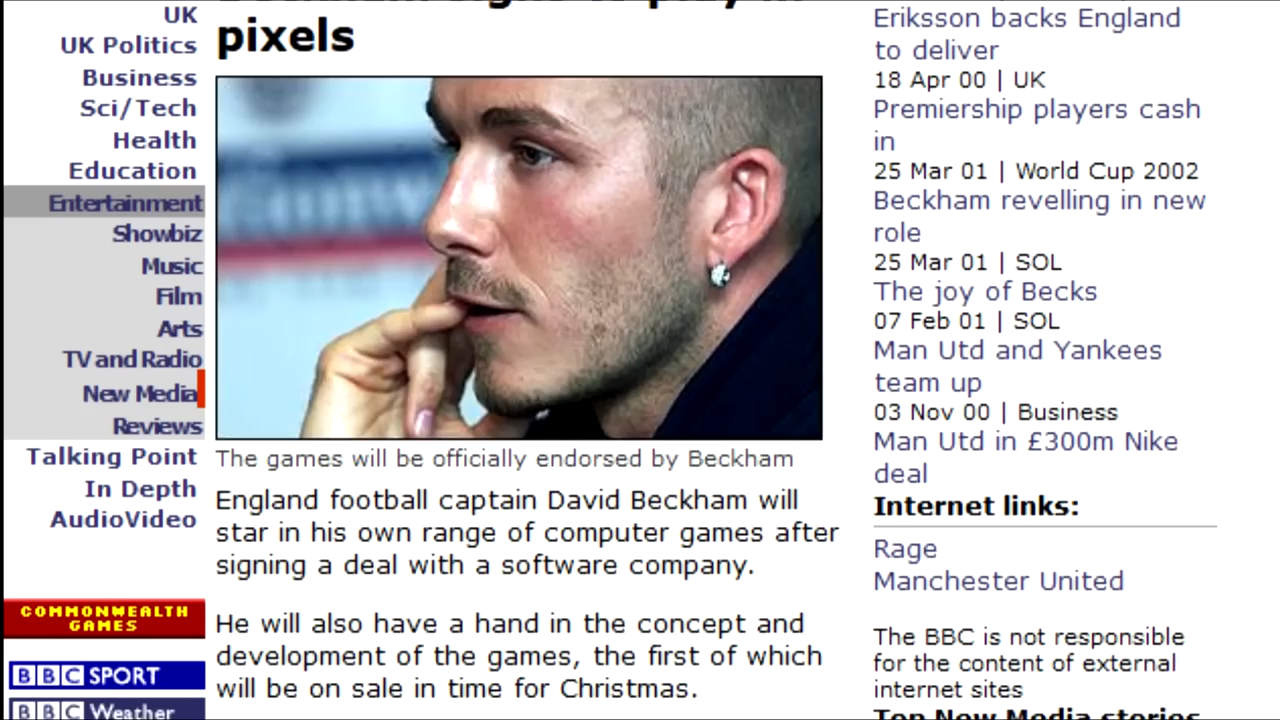 UK
UK Politics
Business
Sci/Tech
Health
Education
Entertainment
Showbiz
Music
Film
Arts
TV and Radio
New Media
Reviews
Talking Point
In Depth
AudioVideo
COMMONWEALTH
GAMES
BBC SPORT
BBC Weather
pixels
The games will be officially endorsed by Beckham
England football captain David Beckham will
star in his own range of computer games after
signing a deal with a software company.
He will also have a hand in the concept and
development of the games, the first of which
will be on sale in time for Christmas.
Eriksson backs England
to deliver
18 Apr 00 | UK
Premiership players cash
in
25 Mar 01 | World Cup 2002
Beckham revelling in new
role
25 Mar 01 | SOL
The joy of Becks
07 Feb 01 | SOL
Man Utd and Yankees
team up
03 Nov 00 | Business
Man Utd in £300m Nike
deal
Internet links:
Rage
Manchester United
The BBC is not responsible
for the content of external
internet sites
Top New Media stories